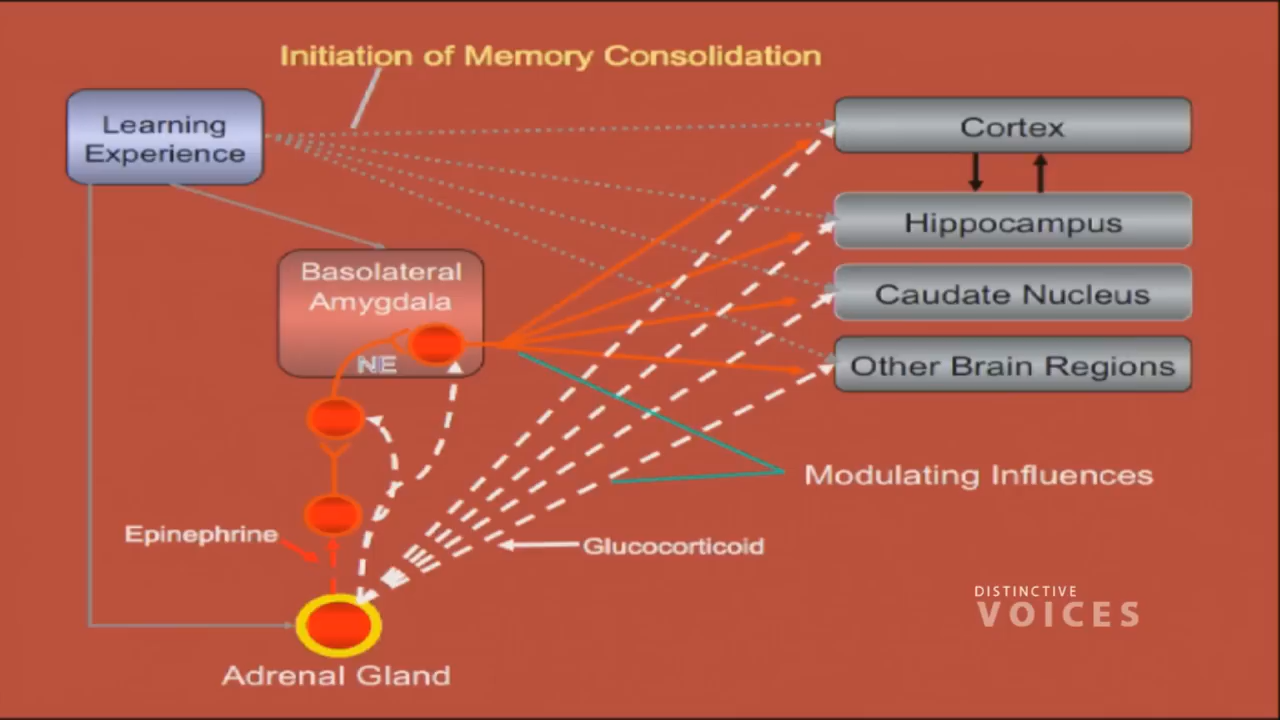 Initiation of Memory Consolidation
Learning
Experience
Cortex
Hippocampus
Basolateral
Amygdala
Caudate Nucleus
NE
Other Brain Regions
Modulating Influences
Epinephrine
Glucocorticoid
DISTINCTIVE
VOICES
Adrenal Gland